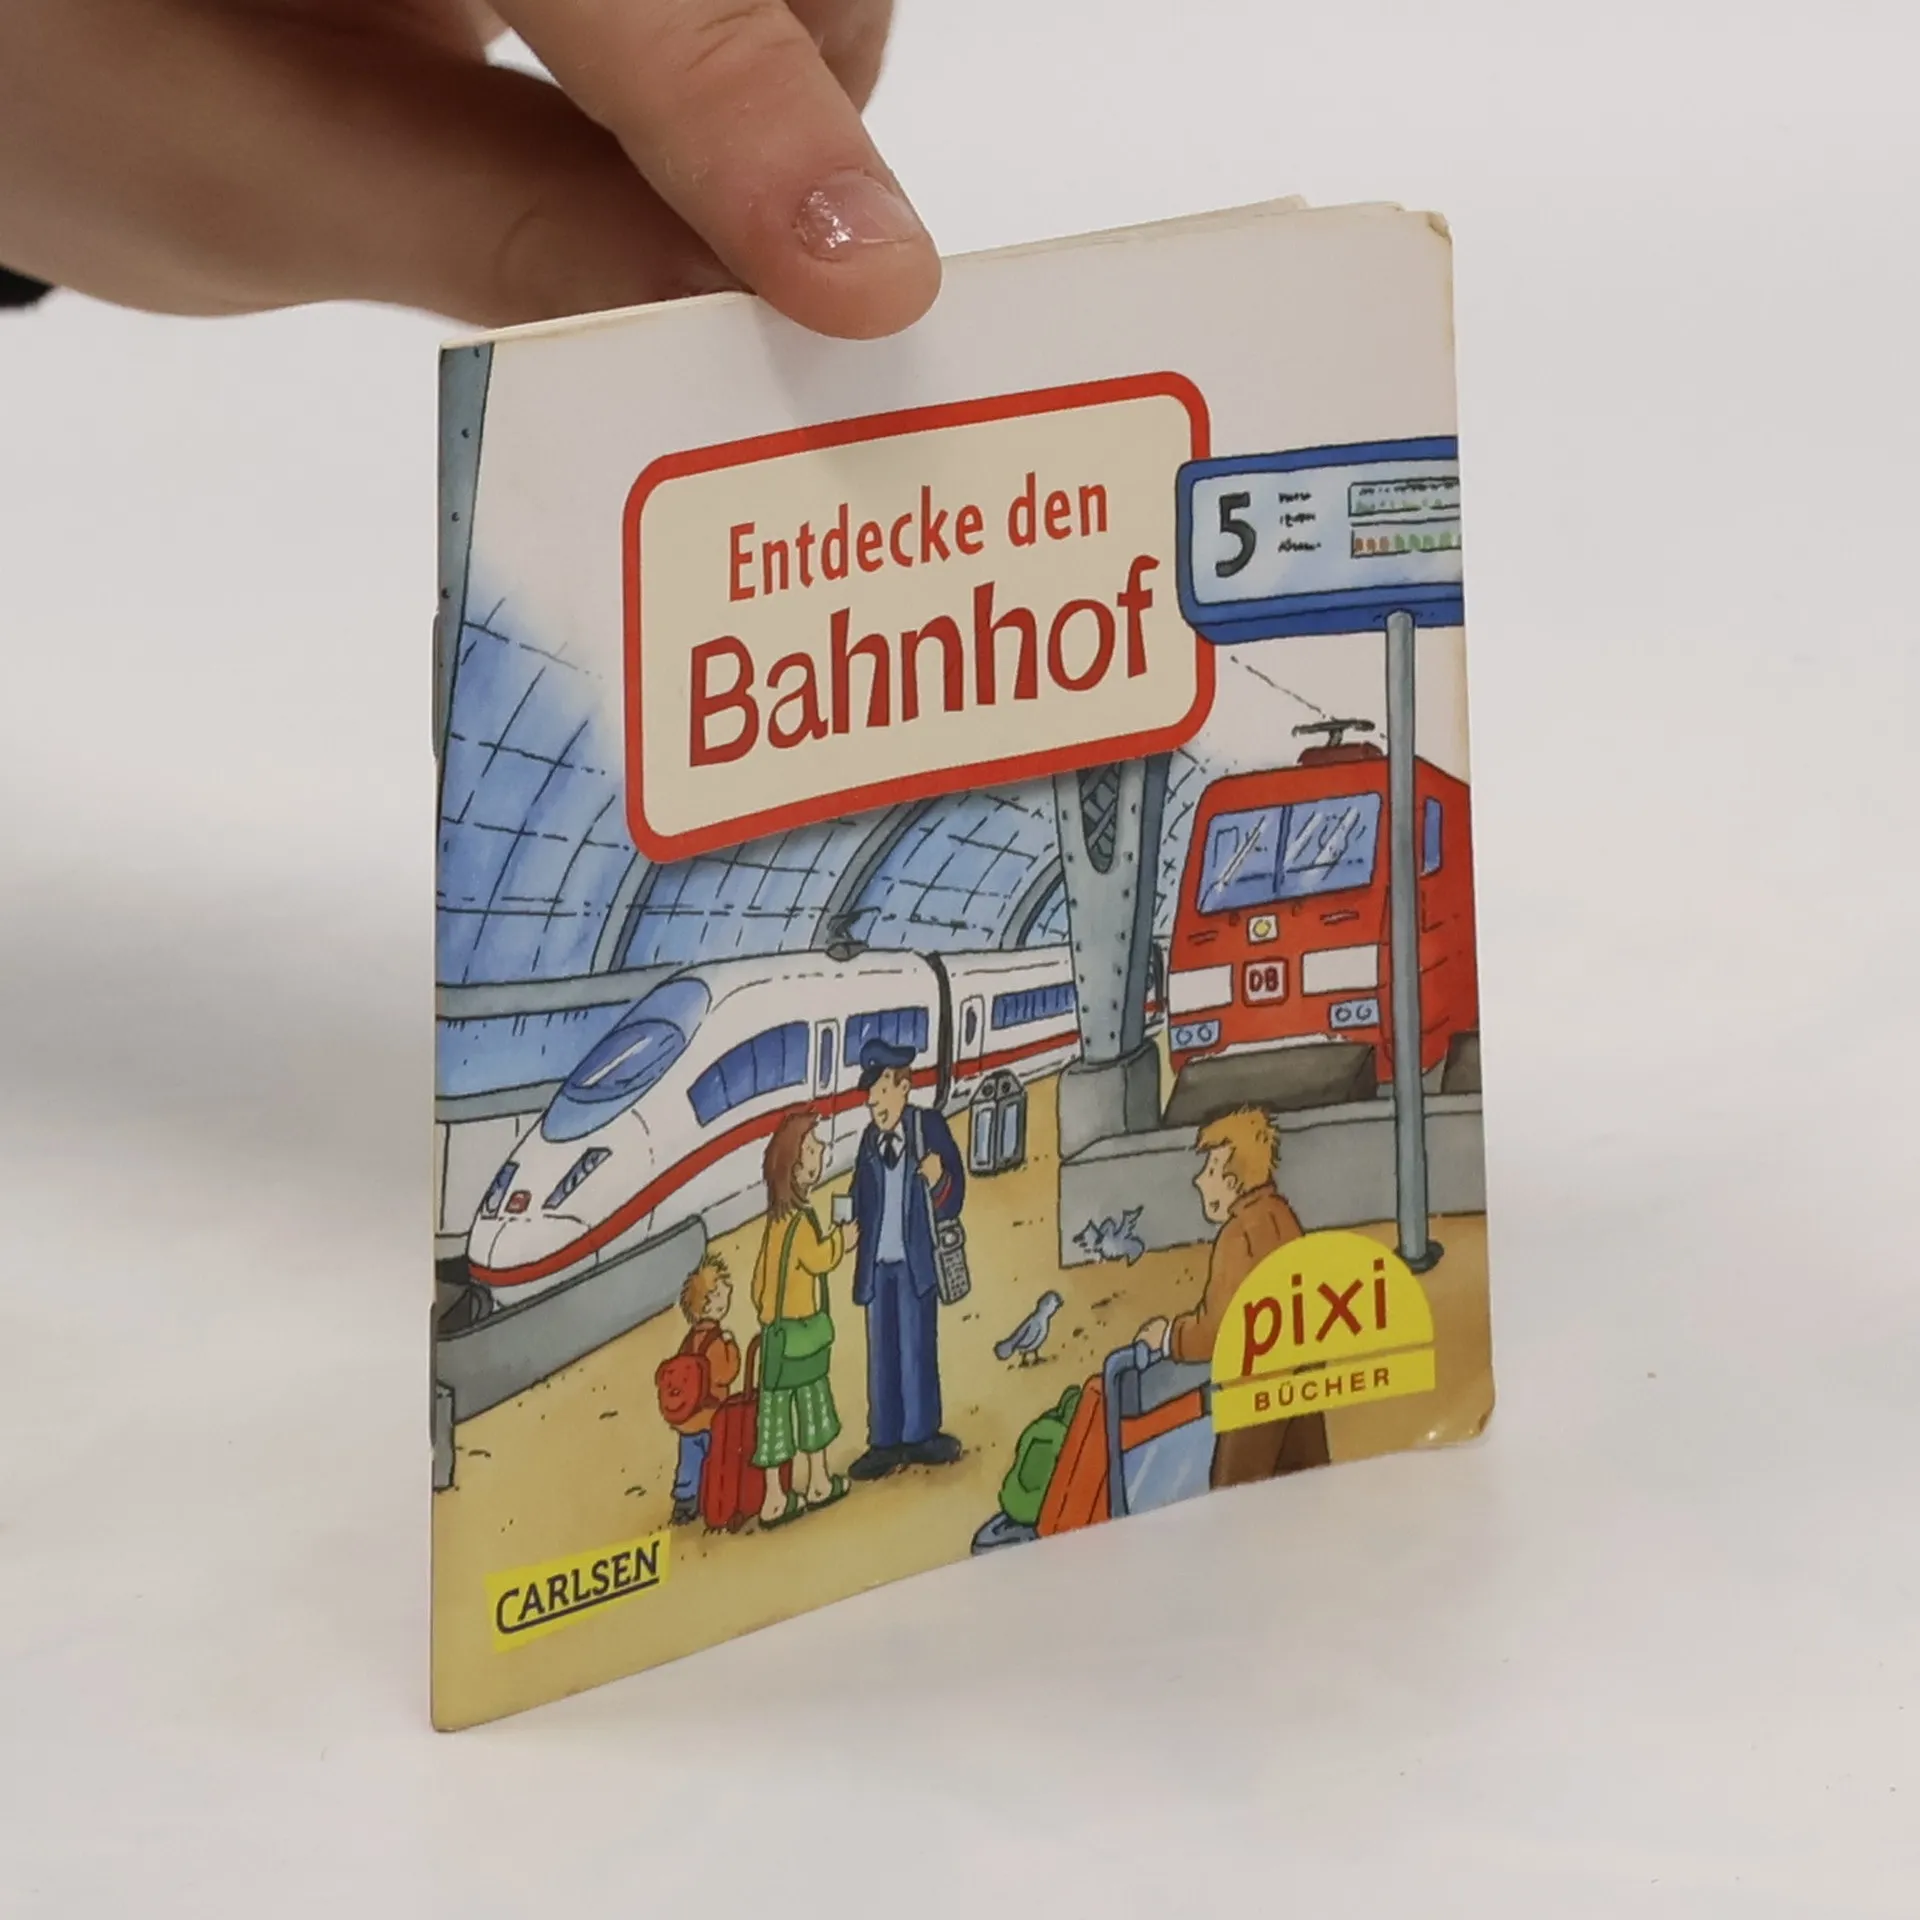 Entdecke den
Bahnhof
5
DB
pixi
BÜCHER
CARLSEN